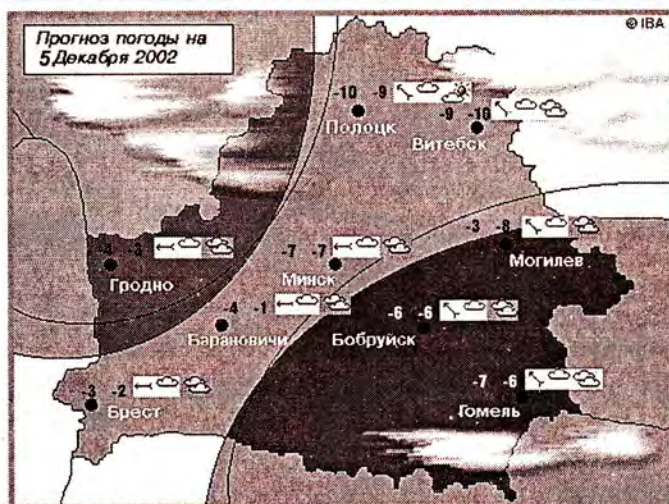 Прогноз погоды на
5 Декабря 2002
© IBA
-10 -9
Полоцк
-9 -10
Витебск
-3 -8
Могилев
-4 -3
Гродно
-7 -7
Минск
-4 -1
Барановичи
-6 -6
Бобруйск
-3 -2
Брест
-7 -6
Гомель